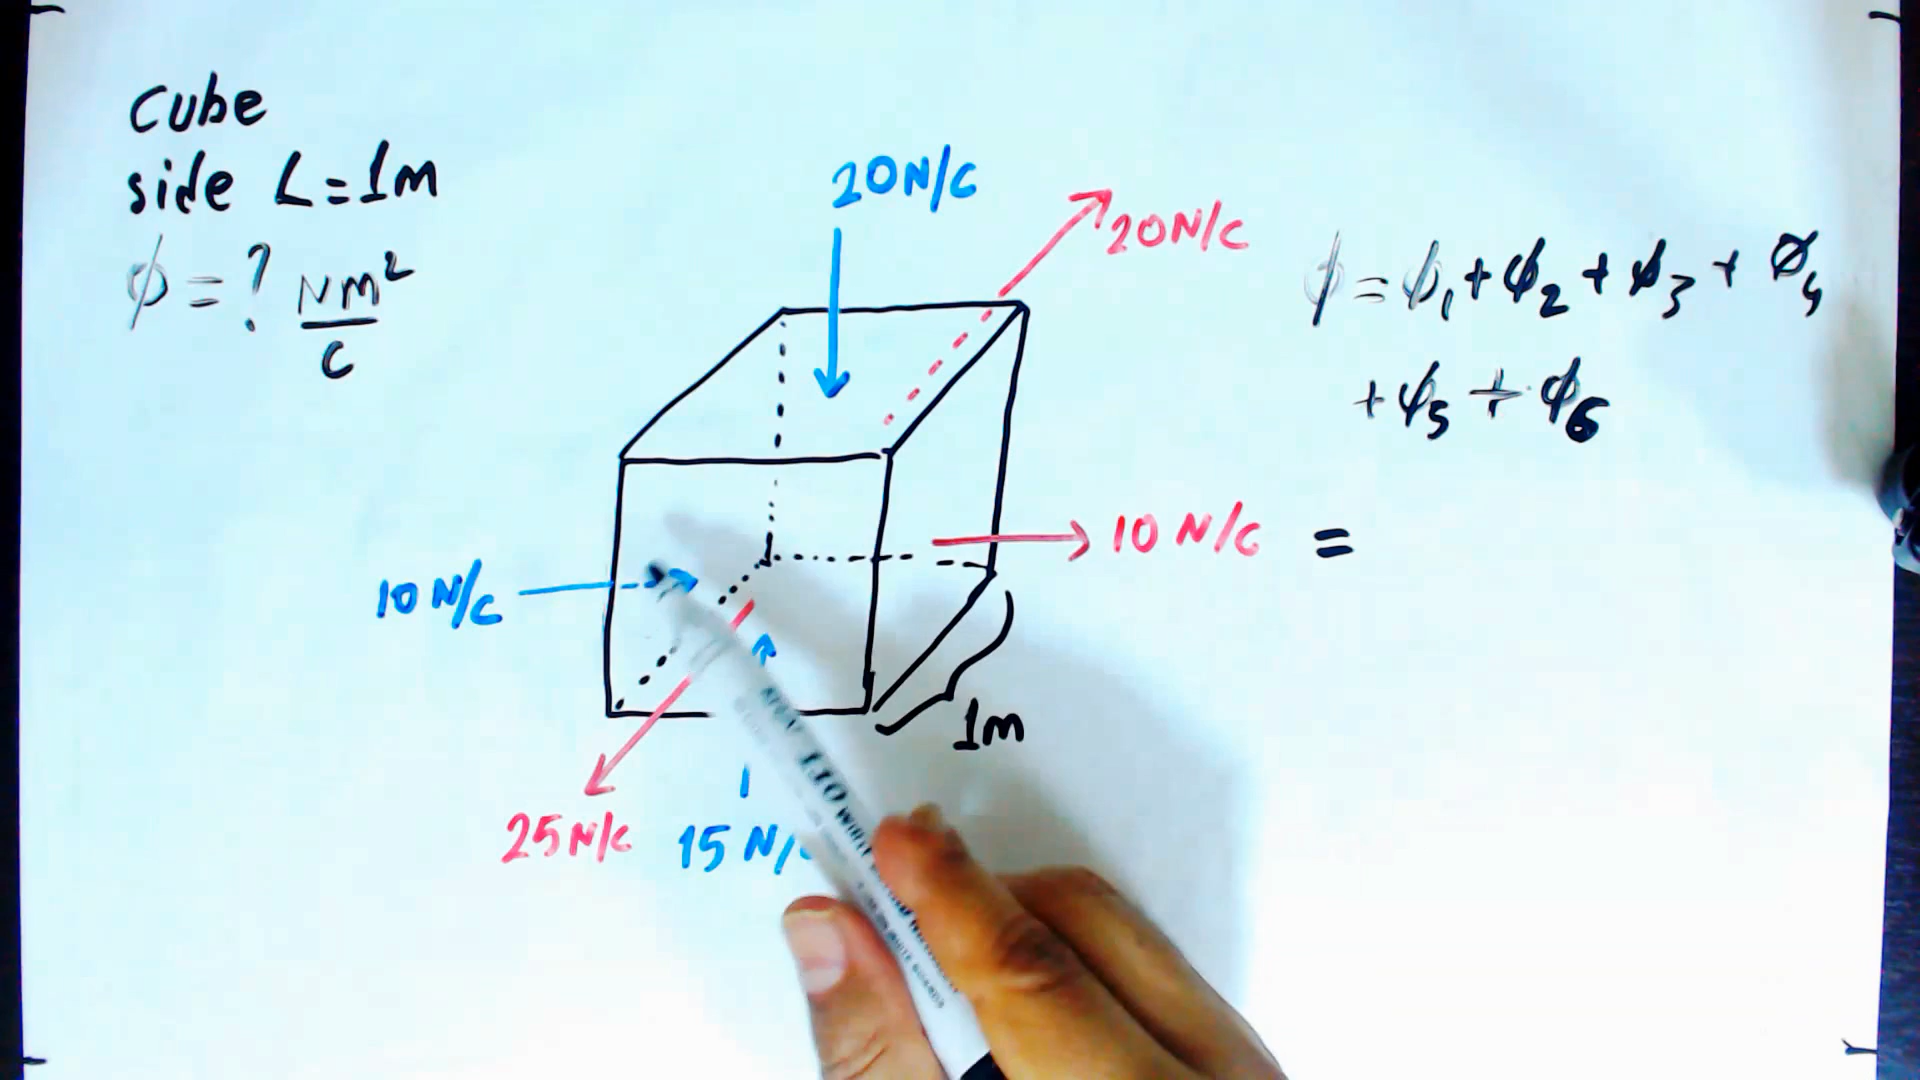 Cube
side L=1m
ϕ = ? Nm²
C
20N/C
20N/C
ϕ=ϕ₁+ϕ₂+ϕ₃+ϕ₄
+ϕ₅+ϕ₆
10 N/C =
10 N/C
1m
25N/C 15 N/